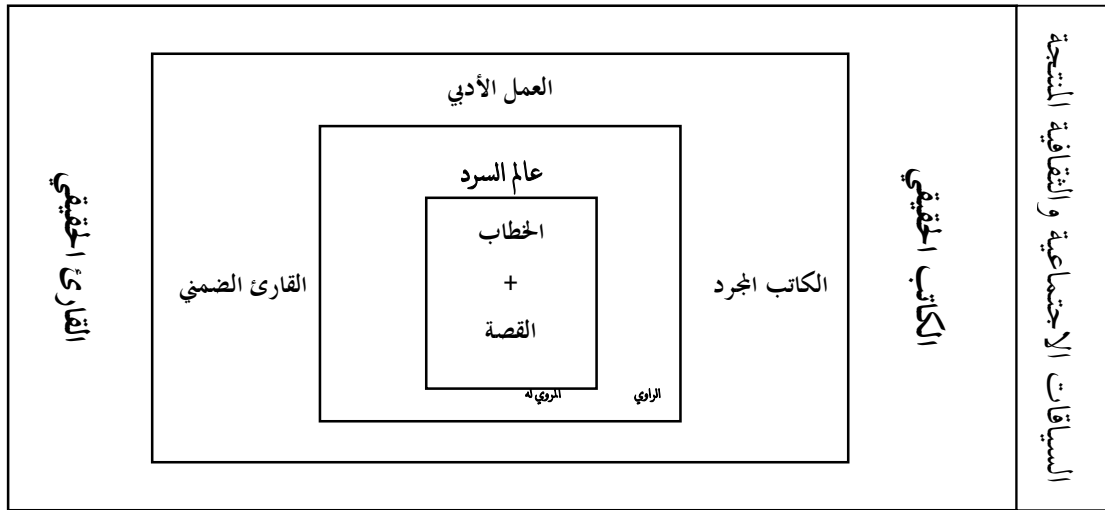 السياقات الاجتماعية والثقافية المنتجة
الكاتب الحقيقي
العمل الأدبي
عالم السرد
الخطاب
الكاتب المجرد
+
القارئ الضمني
القصة
الراوي
المروي له
القارئ الحقيقي